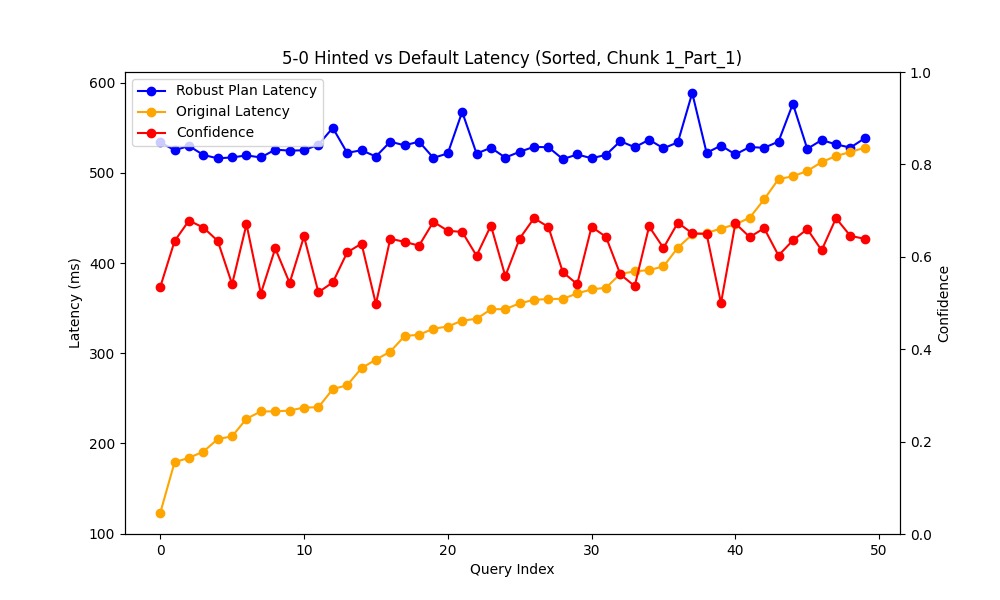 5-0 Hinted vs Default Latency (Sorted, Chunk 1_Part_1)
Robust Plan Latency
Original Latency
Confidence
600
500
400
300
200
100
Latency (ms)
1.0
0.8
0.6
0.4
0.2
0.0
Confidence
0 10 20 30 40 50
Query Index